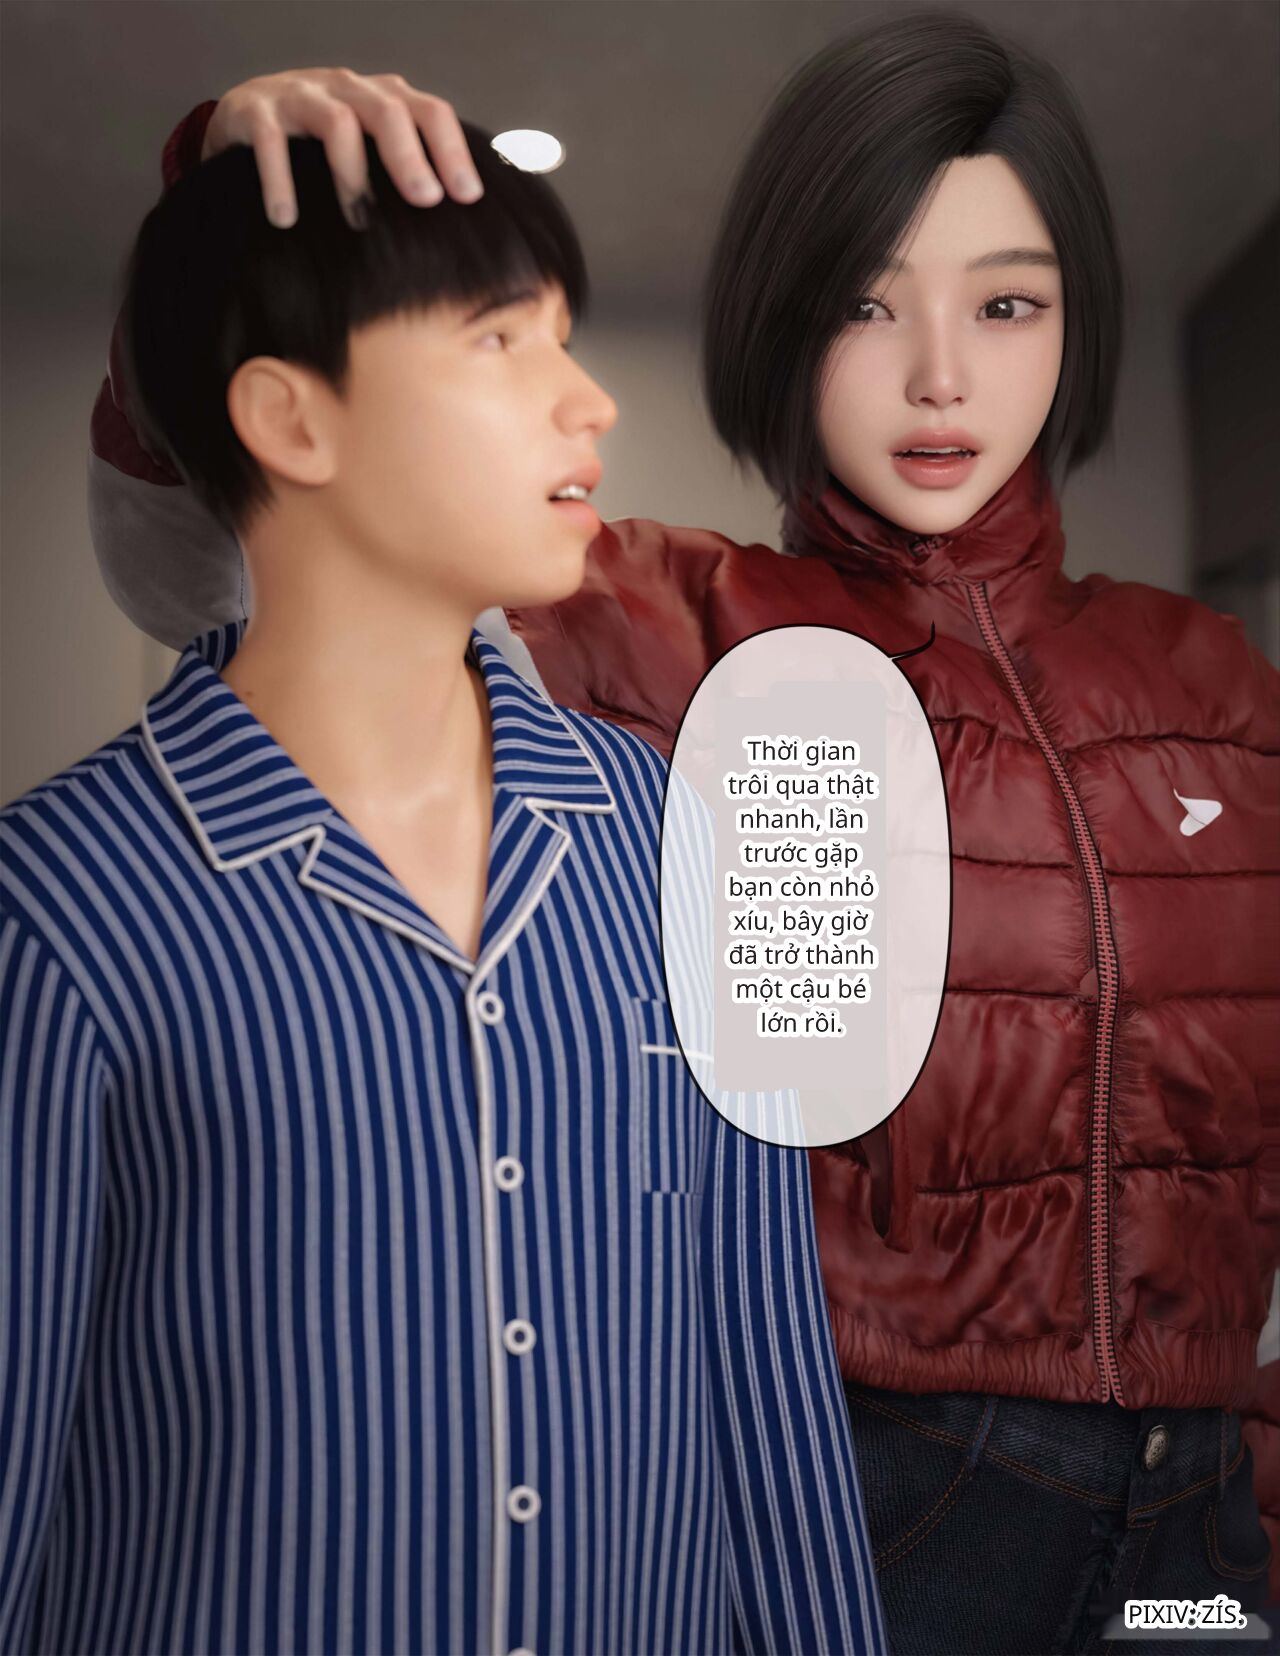 Thời gian
trôi qua thật
nhanh, lần
trước gặp
bạn còn nhỏ
xíu, bây giờ
đã trở thành
một cậu bé
lớn rồi.
PIXIV: ZÍS.